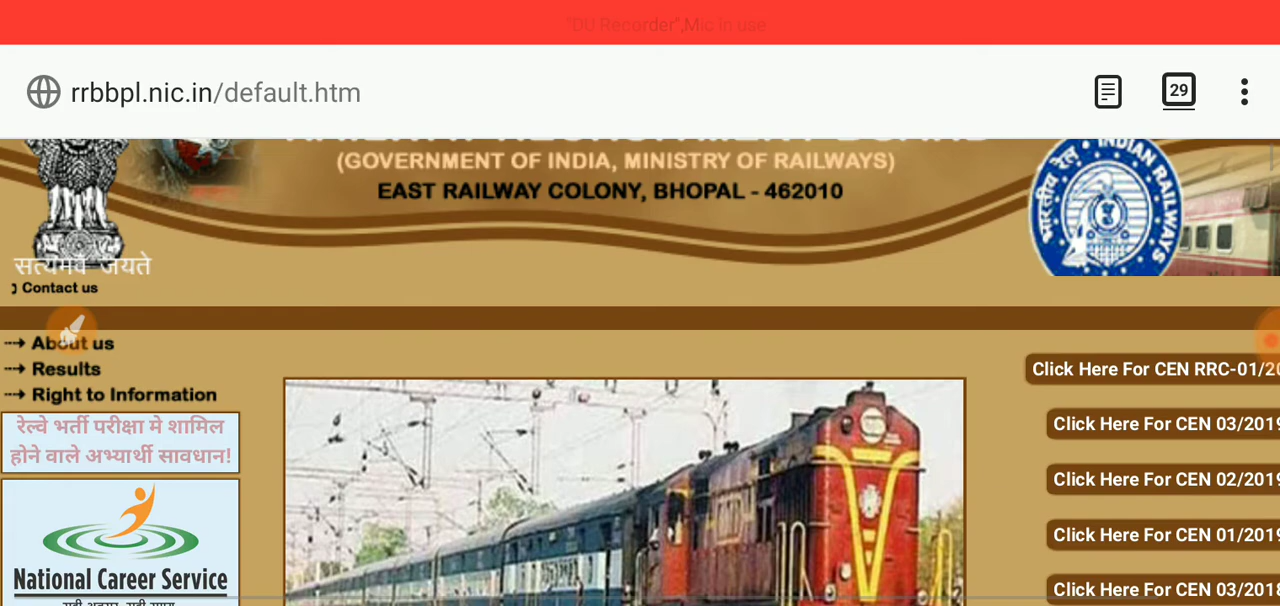 "DU Recorder",Mic in use
rrbbpl.nic.in/default.htm
29
(GOVERNMENT OF INDIA, MINISTRY OF RAILWAYS)
EAST RAILWAY COLONY, BHOPAL - 462010
भारतीय रेल INDIAN RAILWAYS
सत्यमेव जयते
Contact us
About us
Results
Right to Information
Click Here For CEN RRC-01/20
रेल्वे भर्ती परीक्षा मे शामिल
होने वाले अभ्यार्थी सावधान!
Click Here For CEN 03/2019
Click Here For CEN 02/2019
Click Here For CEN 01/2019
Click Here For CEN 03/2018
National Career Service